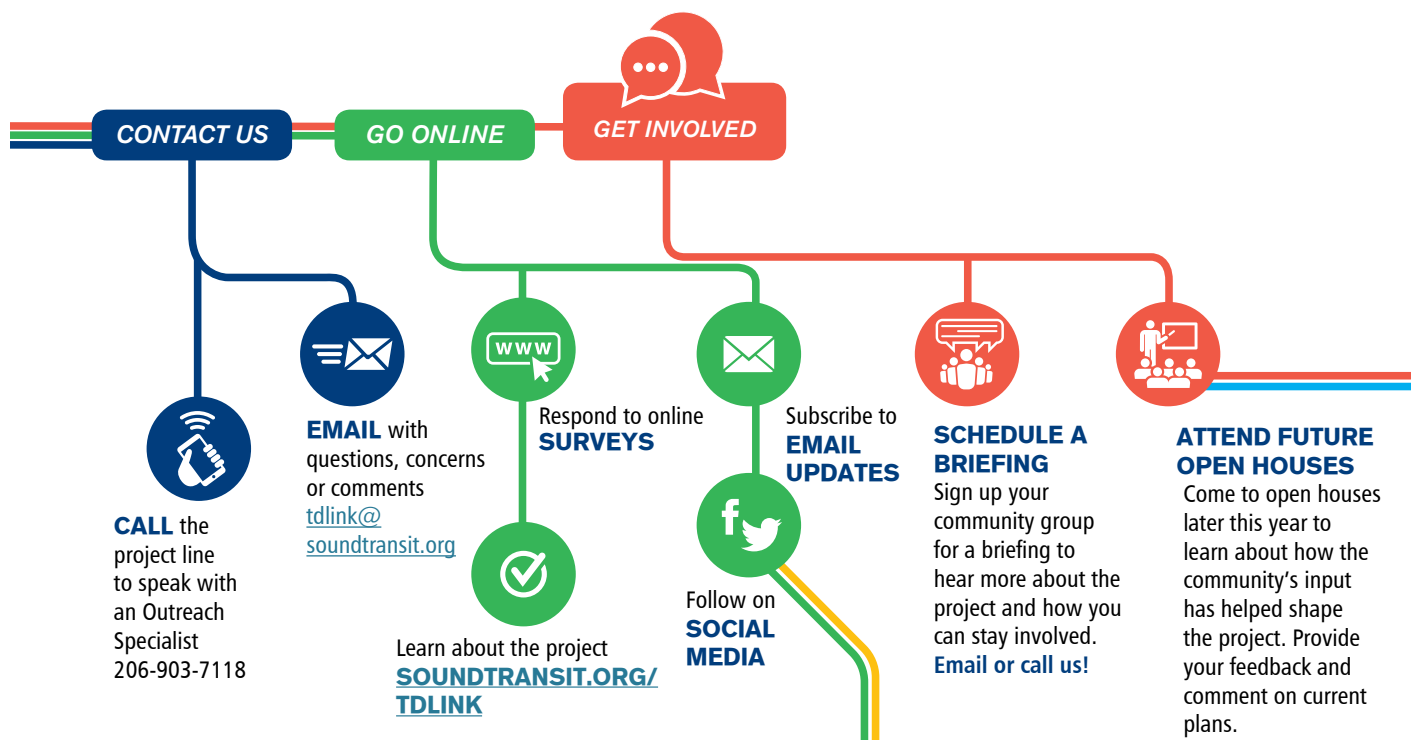 CONTACT US
GO ONLINE
GET INVOLVED
CALL the
project line
to speak with
an Outreach
Specialist
206-903-7118
EMAIL with
questions, concerns
or comments
tdlink@
soundtransit.org
www
Respond to online
SURVEYS
Learn about the project
SOUNDTRANSIT.ORG/
TDLINK
Subscribe to
EMAIL
UPDATES
f
Follow on
SOCIAL
MEDIA
SCHEDULE A
BRIEFING
Sign up your
community group
for a briefing to
hear more about the
project and how you
can stay involved.
Email or call us!
ATTEND FUTURE
OPEN HOUSES
Come to open houses
later this year to
learn about how the
community’s input
has helped shape
the project. Provide
your feedback and
comment on current
plans.